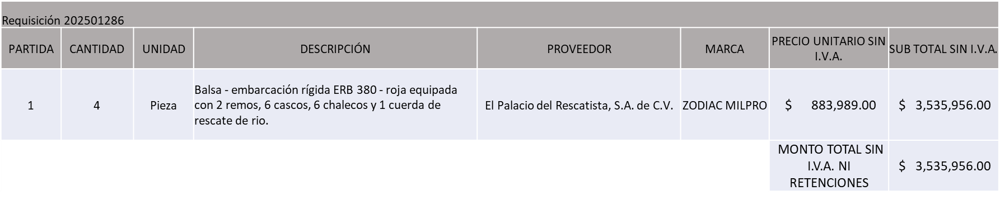 Requisición 202501286
PARTIDA CANTIDAD UNIDAD DESCRIPCIÓN PROVEEDOR MARCA PRECIO UNITARIO SIN I.V.A. SUB TOTAL SIN I.V.A.
1 4 Pieza
Balsa - embarcación rígida ERB 380 - roja equipada
con 2 remos, 6 cascos, 6 chalecos y 1 cuerda de
rescate de rio.
El Palacio del Rescatista, S.A. de C.V. ZODIAC MILPRO $ 883,989.00 $ 3,535,956.00
MONTO TOTAL SIN
I.V.A. NI
RETENCIONES
$ 3,535,956.00